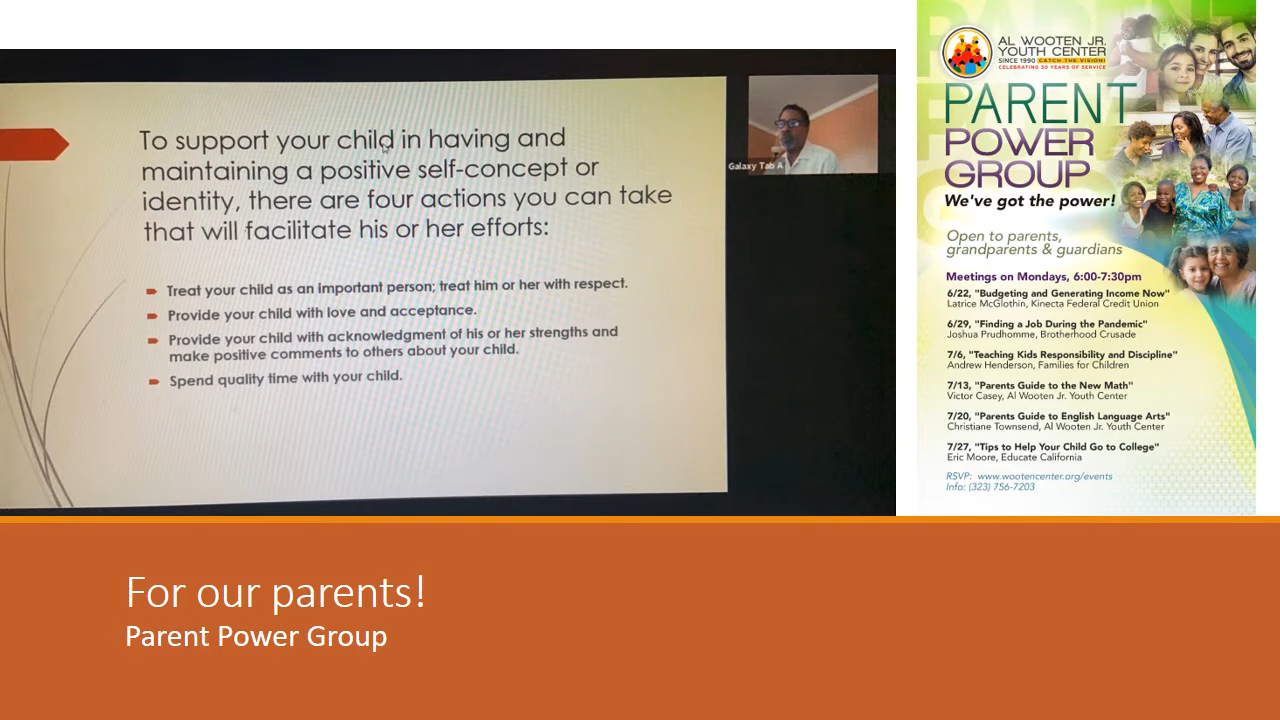 To support your child in having and
maintaining a positive self-concept or
identity, there are four actions you can take
that will facilitate his or her efforts:
Treat your child as an important person; treat him or her with respect.
Provide your child with love and acceptance.
Provide your child with acknowledgment of his or her strengths and
make positive comments to others about your child.
Spend quality time with your child.
Galaxy Tab A
AL WOOTEN JR.
YOUTH CENTER
SINCE 1990 CATCH THE VISION!
CELEBRATING 30 YEARS OF SERVICE
PARENT
POWER
GROUP
We've got the power!
Open to parents,
grandparents & guardians
Meetings on Mondays, 6:00-7:30pm
6/22, "Budgeting and Generating Income Now"
Latrice McGlothin, Kinecta Federal Credit Union
6/29, "Finding a Job During the Pandemic"
Joshua Prudhomme, Brotherhood Crusade
7/6, "Teaching Kids Responsibility and Discipline"
Andrew Henderson, Families for Children
7/13, "Parents Guide to the New Math"
Victor Casey, Al Wooten Jr. Youth Center
7/20, "Parents Guide to English Language Arts"
Christiane Townsend, Al Wooten Jr. Youth Center
7/27, "Tips to Help Your Child Go to College"
Eric Moore, Educate California
RSVP: www.wootencenter.org/events
Info: (323) 756-7203
For our parents!
Parent Power Group